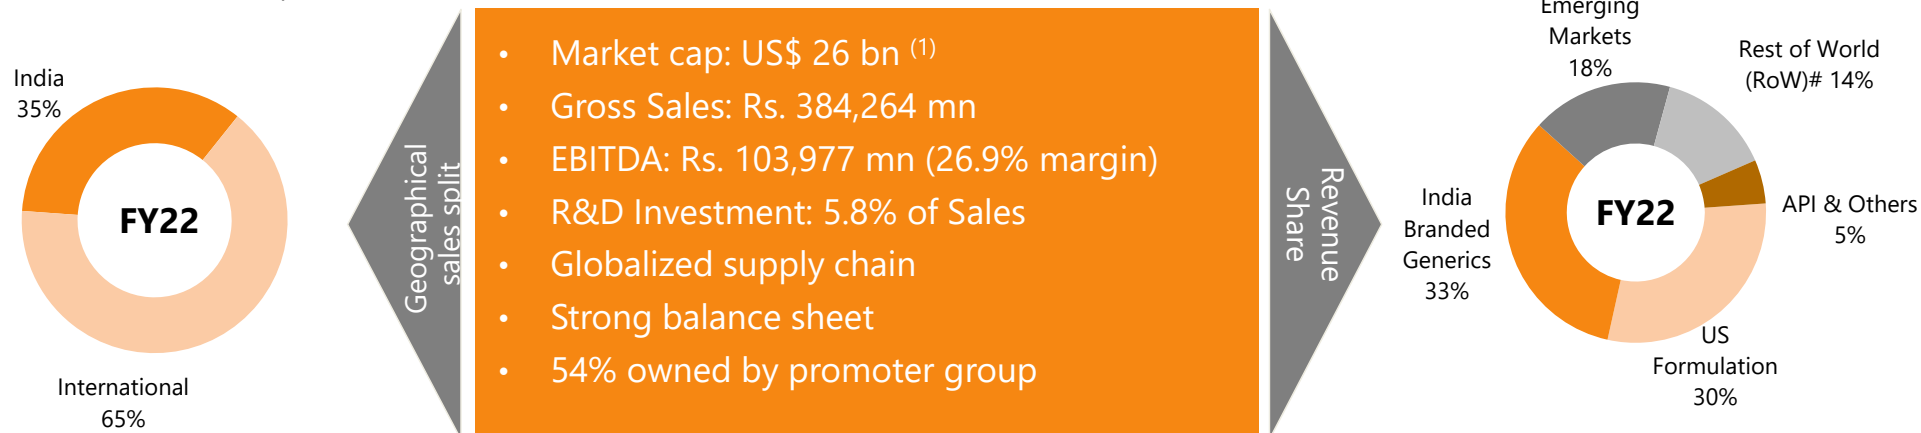 India
35%
FY22
International
65%
Geographical
sales split
• Market cap: US$ 26 bn (1)
• Gross Sales: Rs. 384,264 mn
• EBITDA: Rs. 103,977 mn (26.9% margin)
• R&D Investment: 5.8% of Sales
• Globalized supply chain
• Strong balance sheet
• 54% owned by promoter group
Revenue
Share
Emerging
Markets
18%
Rest of World
(RoW)# 14%
India
Branded
Generics
33%
FY22
API & Others
5%
US
Formulation
30%